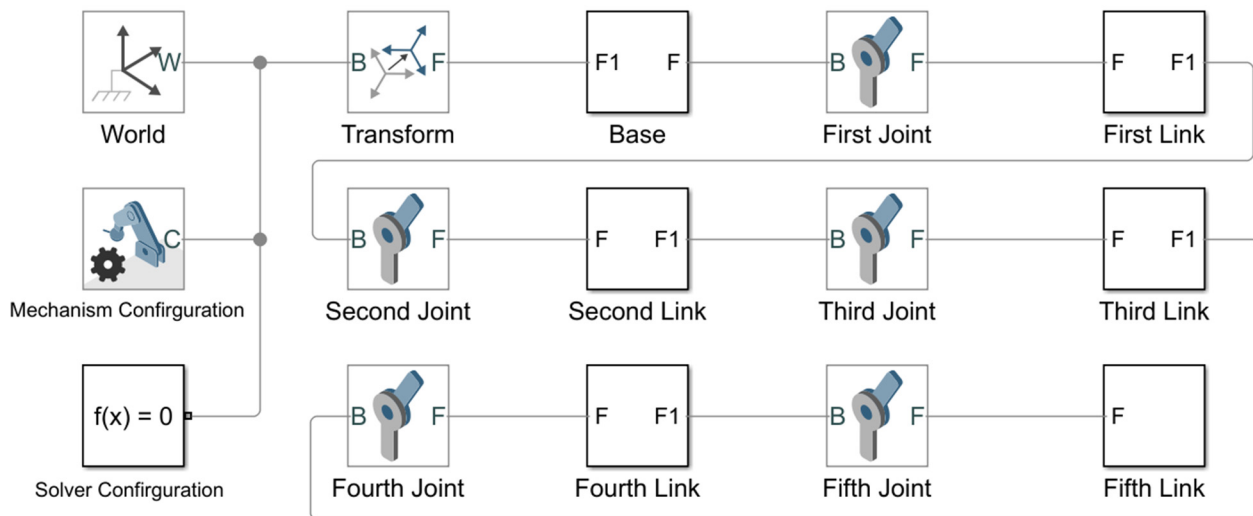 W B F F1 F B F F F1
World Transform Base First Joint First Link
C B F F F1 B F F F1
Mechanism Confirguration Second Joint Second Link Third Joint Third Link
f(x) = 0 B F F F1 B F F
Solver Confirguration Fourth Joint Fourth Link Fifth Joint Fifth Link